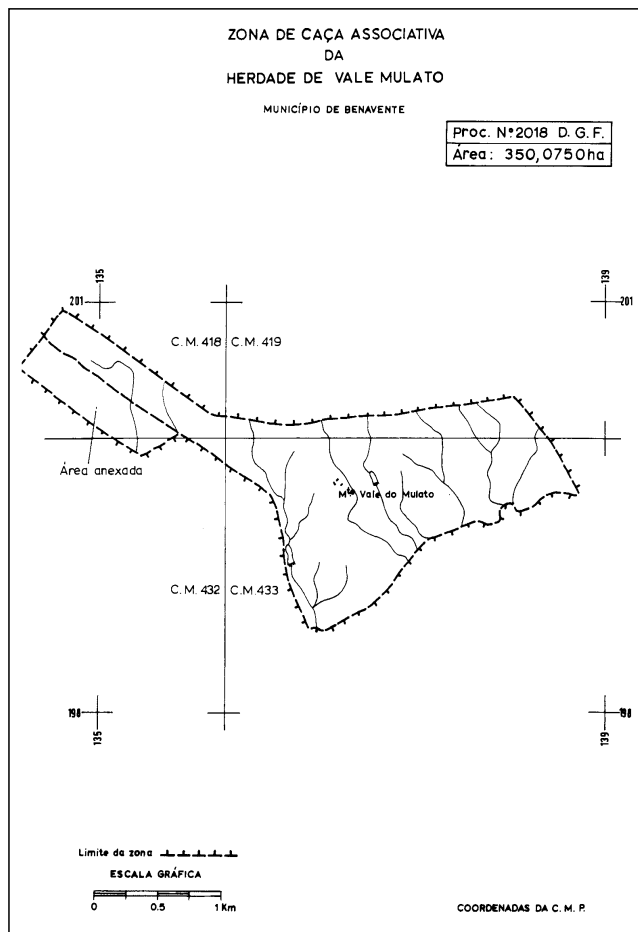 ZONA DE CAÇA ASSOCIATIVA
DA
HERDADE DE VALE MULATO
MUNICÍPIO DE BENAVENTE
Proc. Nº2018 D. G. F.
Área: 350,0750ha
135
139
201
201
C. M. 418
C. M. 419
Área anexada
Mte Vale do Mulato
C. M. 432
C. M. 433
198
198
135
139
Limite da zona
ESCALA GRÁFICA
0 0.5 1 Km
COORDENADAS DA C. M. P.